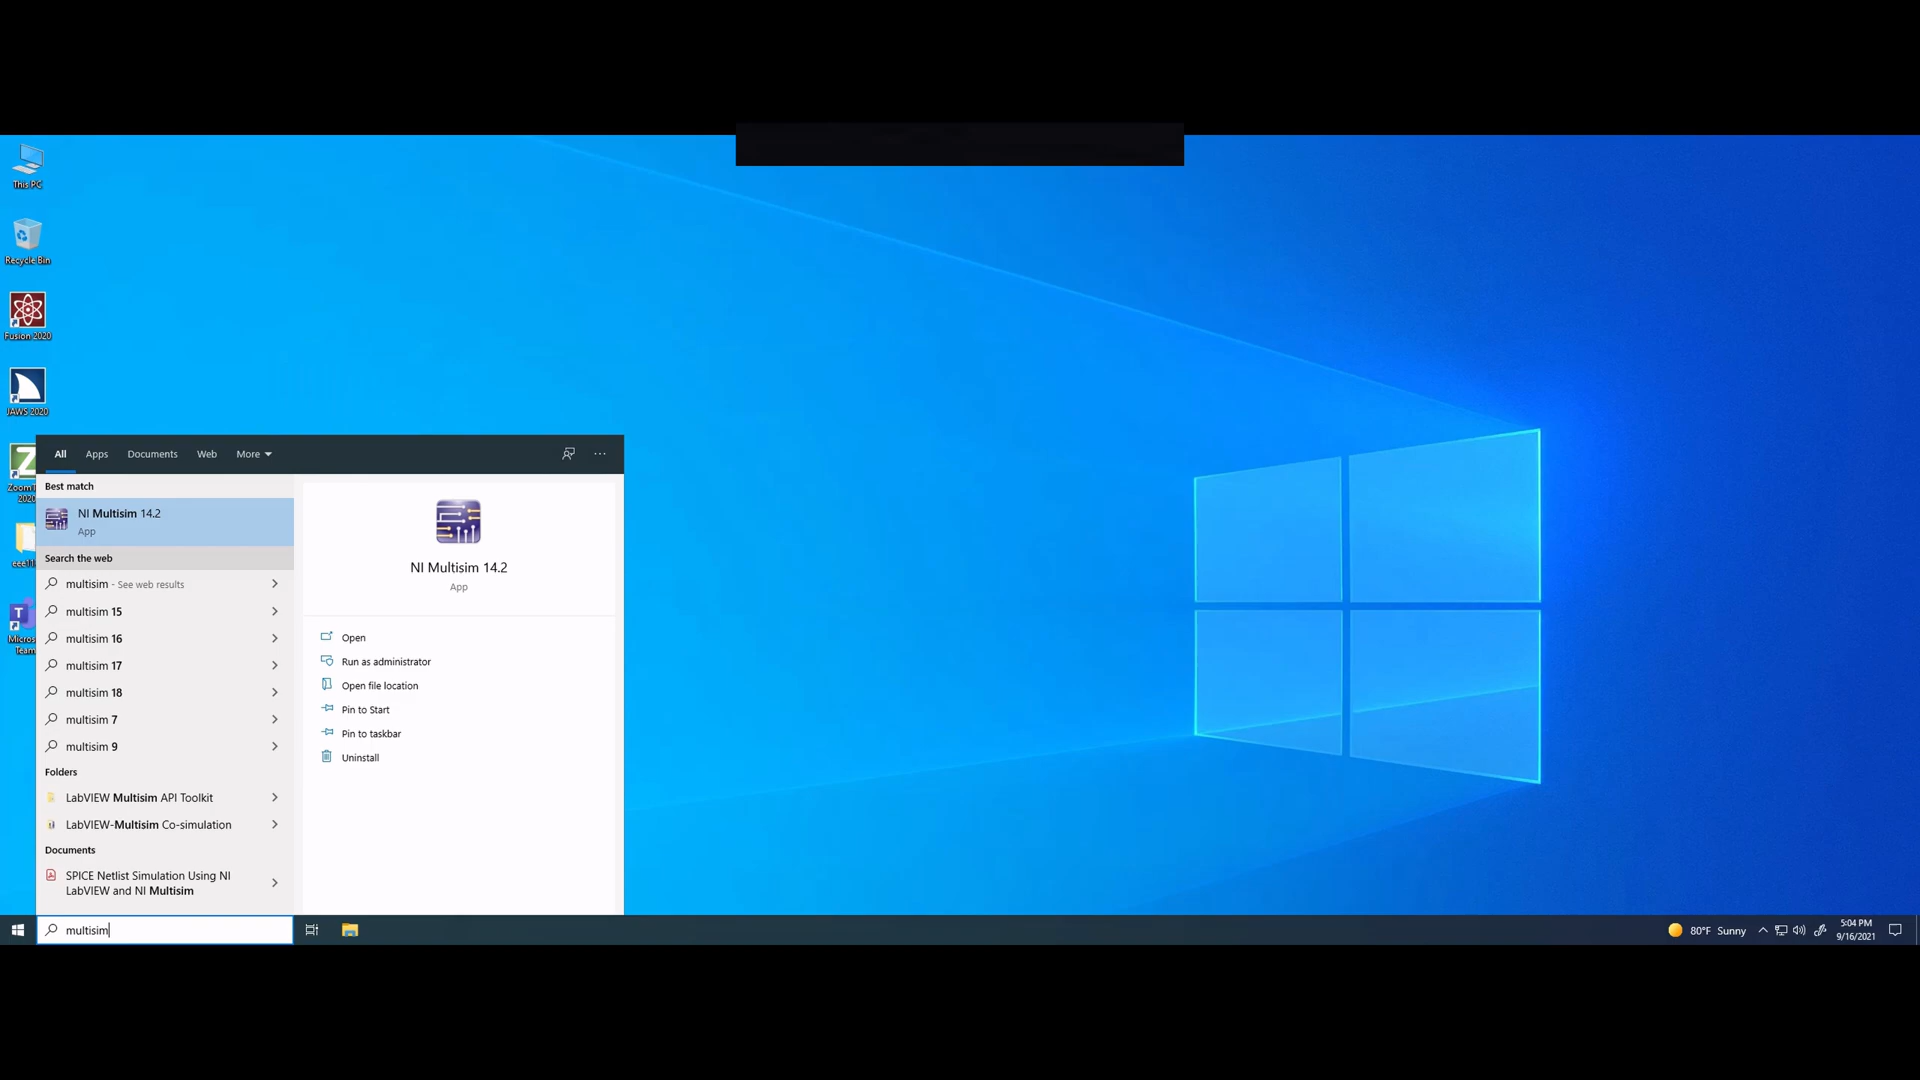 This PC
Recycle Bin
Fusion 2020
JAWS 2020
2020
All
Apps
Documents
Web
More
Best match
NI Multisim 14.2
App
Search the web
multisim - See web results
multisim 15
multisim 16
multisim 17
multisim 18
multisim 7
multisim 9
Folders
LabVIEW Multisim API Toolkit
LabVIEW-Multisim Co-simulation
Documents
SPICE Netlist Simulation Using NI
LabVIEW and NI Multisim
NI Multisim 14.2
App
Open
Run as administrator
Open file location
Pin to Start
Pin to taskbar
Uninstall
multisim
80°F Sunny
5:04 PM
9/16/2021